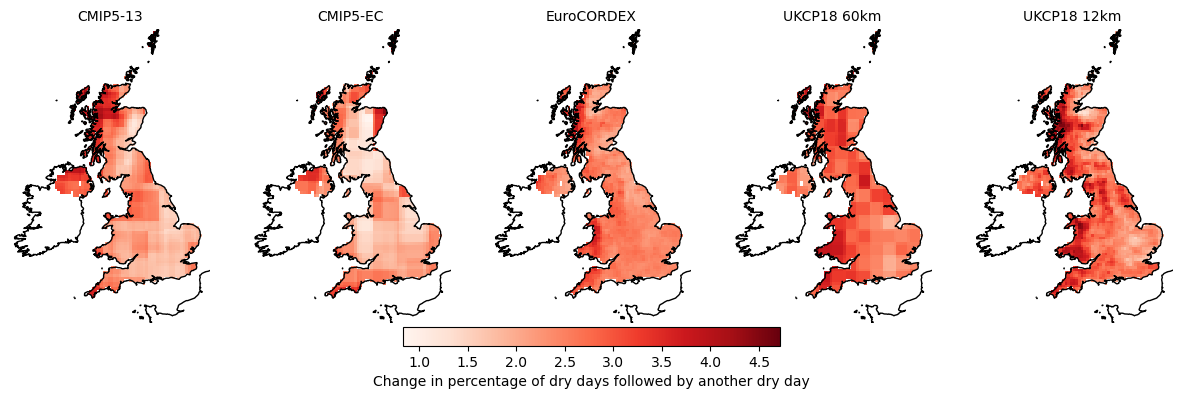 CMIP5-13 CMIP5-EC EuroCORDEX UKCP18 60km UKCP18 12km
1.0 1.5 2.0 2.5 3.0 3.5 4.0 4.5
Change in percentage of dry days followed by another dry day